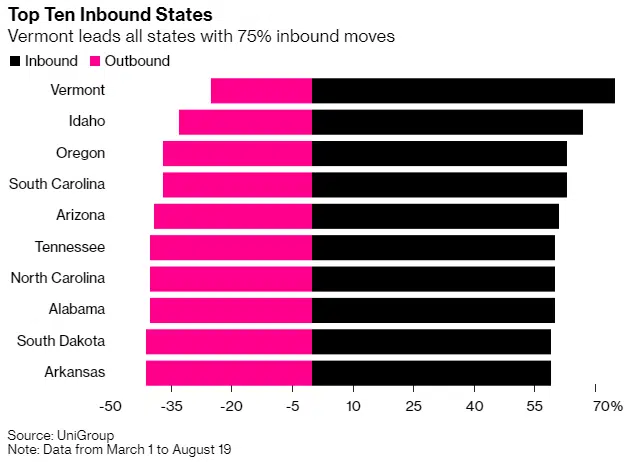 Top Ten Inbound States
Vermont leads all states with 75% inbound moves
Inbound Outbound
Vermont
Idaho
Oregon
South Carolina
Arizona
Tennessee
North Carolina
Alabama
South Dakota
Arkansas
-50 -35 -20 -5 10 25 40 55 70%
Source: UniGroup
Note: Data from March 1 to August 19